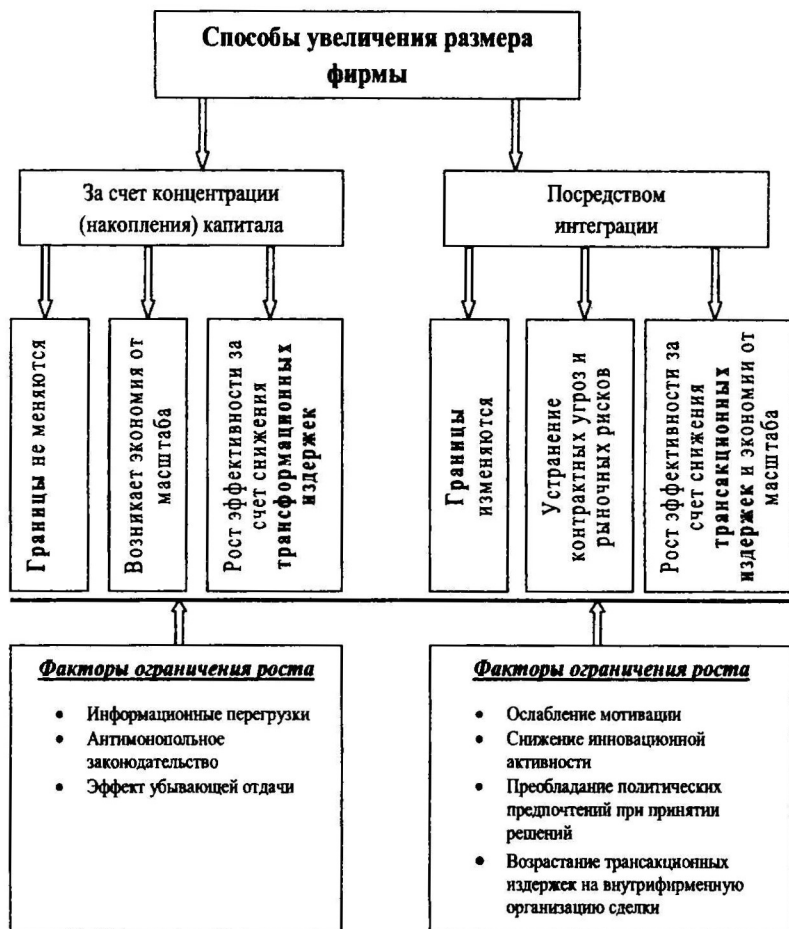 Способы увеличения размера
фирмы
За счет концентрации
(накопления) капитала
Посредством
интеграции
Границы не меняются
Возникает экономия от
масштаба
Рост эффективности за
счет снижения
трансформационных
издержек
Границы
изменяются
Устранение
контрактных угроз и
рыночных рисков
Рост эффективности за
счет снижения
трансакционных
издержек и экономии от
масштаба
Факторы ограничения роста
• Информационные перегрузки
• Антимонопольное
законодательство
• Эффект убывающей отдачи
Факторы ограничения роста
• Ослабление мотивации
• Снижение инновационной
активности
• Преобладание политических
предпочтений при принятии
решений
• Возрастание трансакционных
издержек на внутрифирменную
организацию сделки